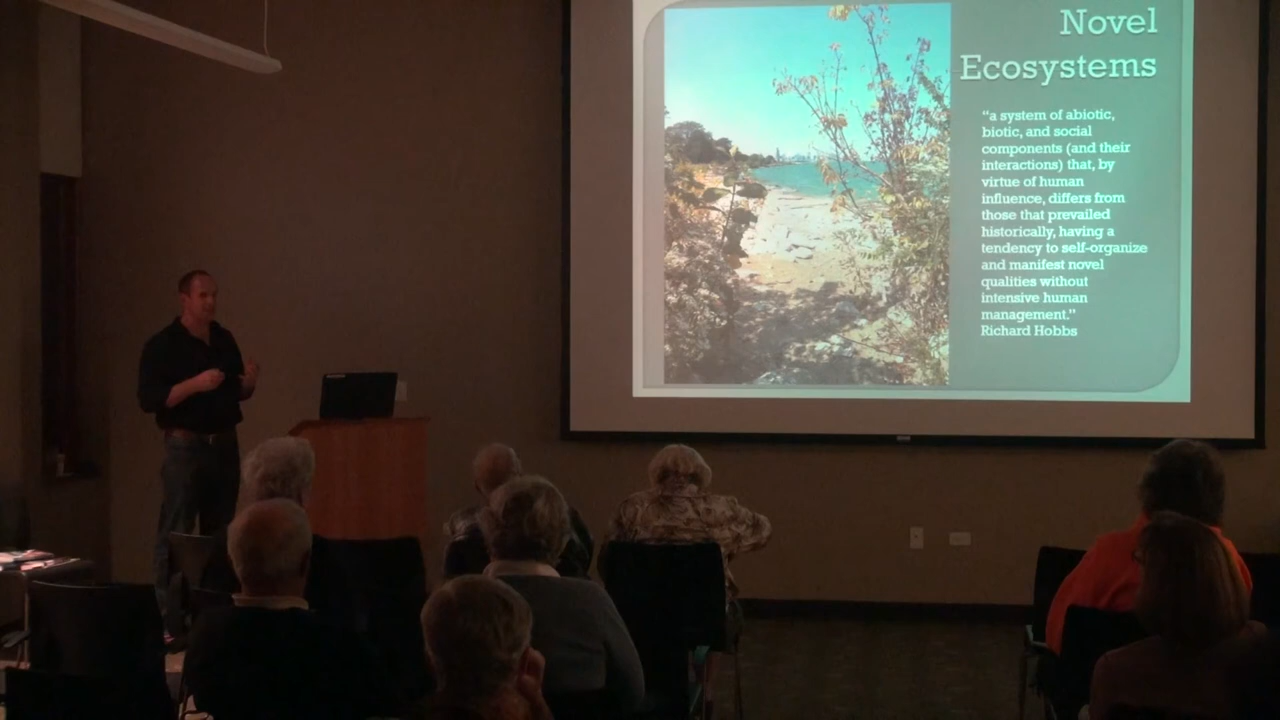 Novel
Ecosystems
“a system of abiotic,
biotic, and social
components (and their
interactions) that, by
virtue of human
influence, differs from
those that prevailed
historically, having a
tendency to self-organize
and manifest novel
qualities without
intensive human
management.”
Richard Hobbs